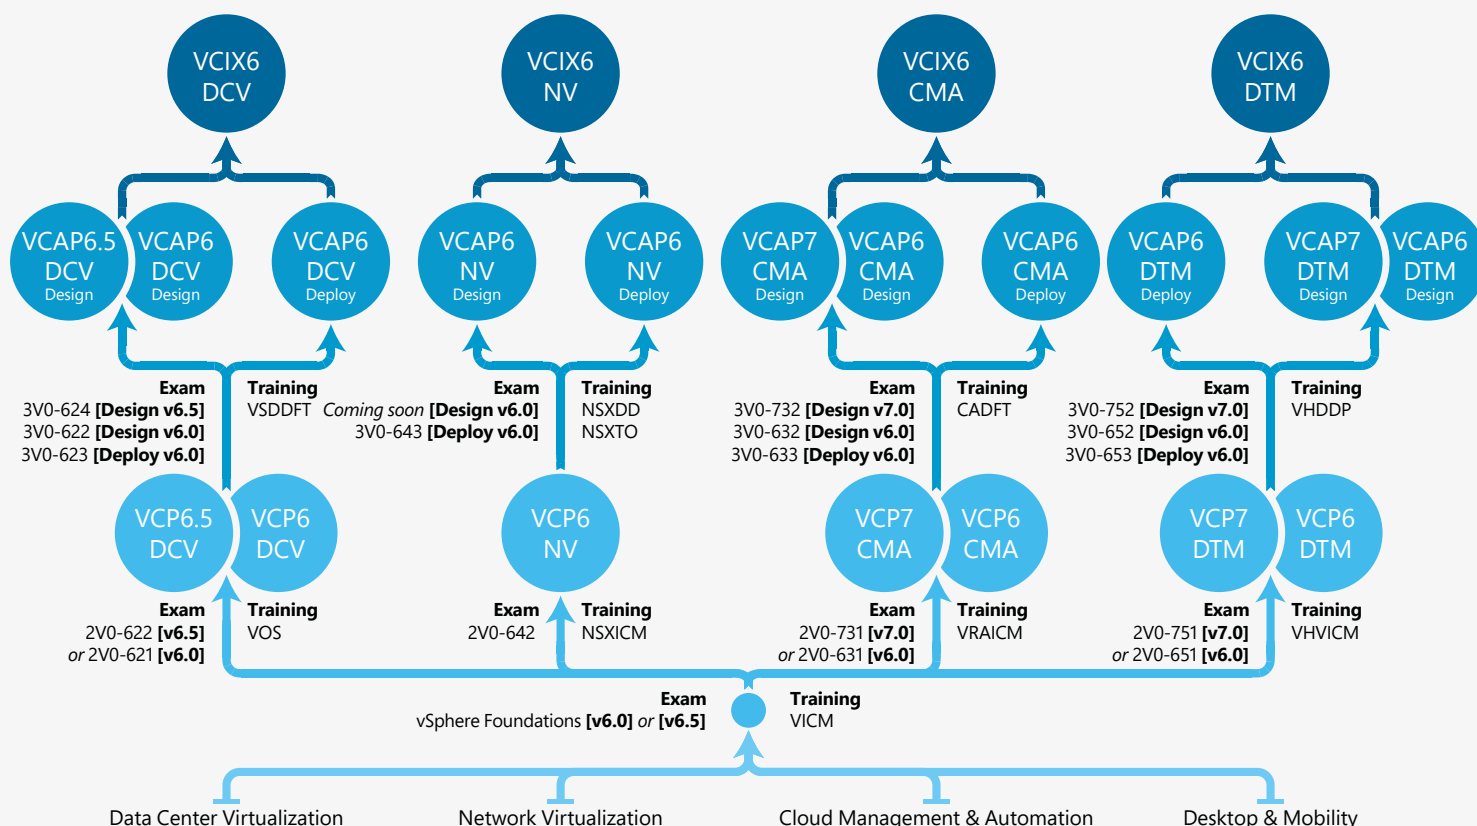 VCIX6
DCV
VCIX6
NV
VCIX6
CMA
VCIX6
DTM
VCAP6.5
DCV
Design
VCAP6
DCV
Design
VCAP6
DCV
Deploy
VCAP6
NV
Design
VCAP6
NV
Deploy
VCAP7
CMA
Design
VCAP6
CMA
Design
VCAP6
CMA
Deploy
VCAP6
DTM
Deploy
VCAP7
DTM
Design
VCAP6
DTM
Design
Exam
3V0-624 [Design v6.5]
3V0-622 [Design v6.0]
3V0-623 [Deploy v6.0]
Training
VSDDFT
Exam
Coming soon [Design v6.0]
3V0-643 [Deploy v6.0]
Training
NSXDD
NSXTO
Exam
3V0-732 [Design v7.0]
3V0-632 [Design v6.0]
3V0-633 [Deploy v6.0]
Training
CADFT
Exam
3V0-752 [Design v7.0]
3V0-652 [Design v6.0]
3V0-653 [Deploy v6.0]
Training
VHDDP
VCP6.5
DCV
VCP6
DCV
VCP6
NV
VCP7
CMA
VCP6
CMA
VCP7
DTM
VCP6
DTM
Exam
2V0-622 [v6.5]
or 2V0-621 [v6.0]
Training
VOS
Exam
2V0-642
Training
NSXICM
Exam
2V0-731 [v7.0]
or 2V0-631 [v6.0]
Training
VRAICM
Exam
2V0-751 [v7.0]
or 2V0-651 [v6.0]
Training
VHVICM
Exam
vSphere Foundations [v6.0] or [v6.5]
Training
VICM
Data Center Virtualization
Network Virtualization
Cloud Management & Automation
Desktop & Mobility